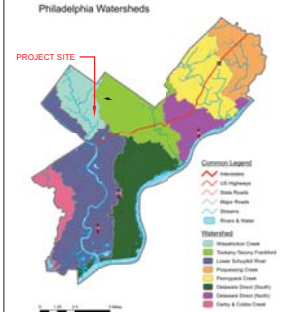 Philadelphia Watersheds
PROJECT SITE
Common Legend
Interstates
US Highways
State Roads
Major Roads
Streams
Rivers & Water
Watershed
Wissahickon Creek
Tookany-Tacony Frankford
Lower Schuylkill River
Poquessing Creek
Pennypack Creek
Delaware Direct (South)
Delaware Direct (North)
Darby & Cobbs Creek